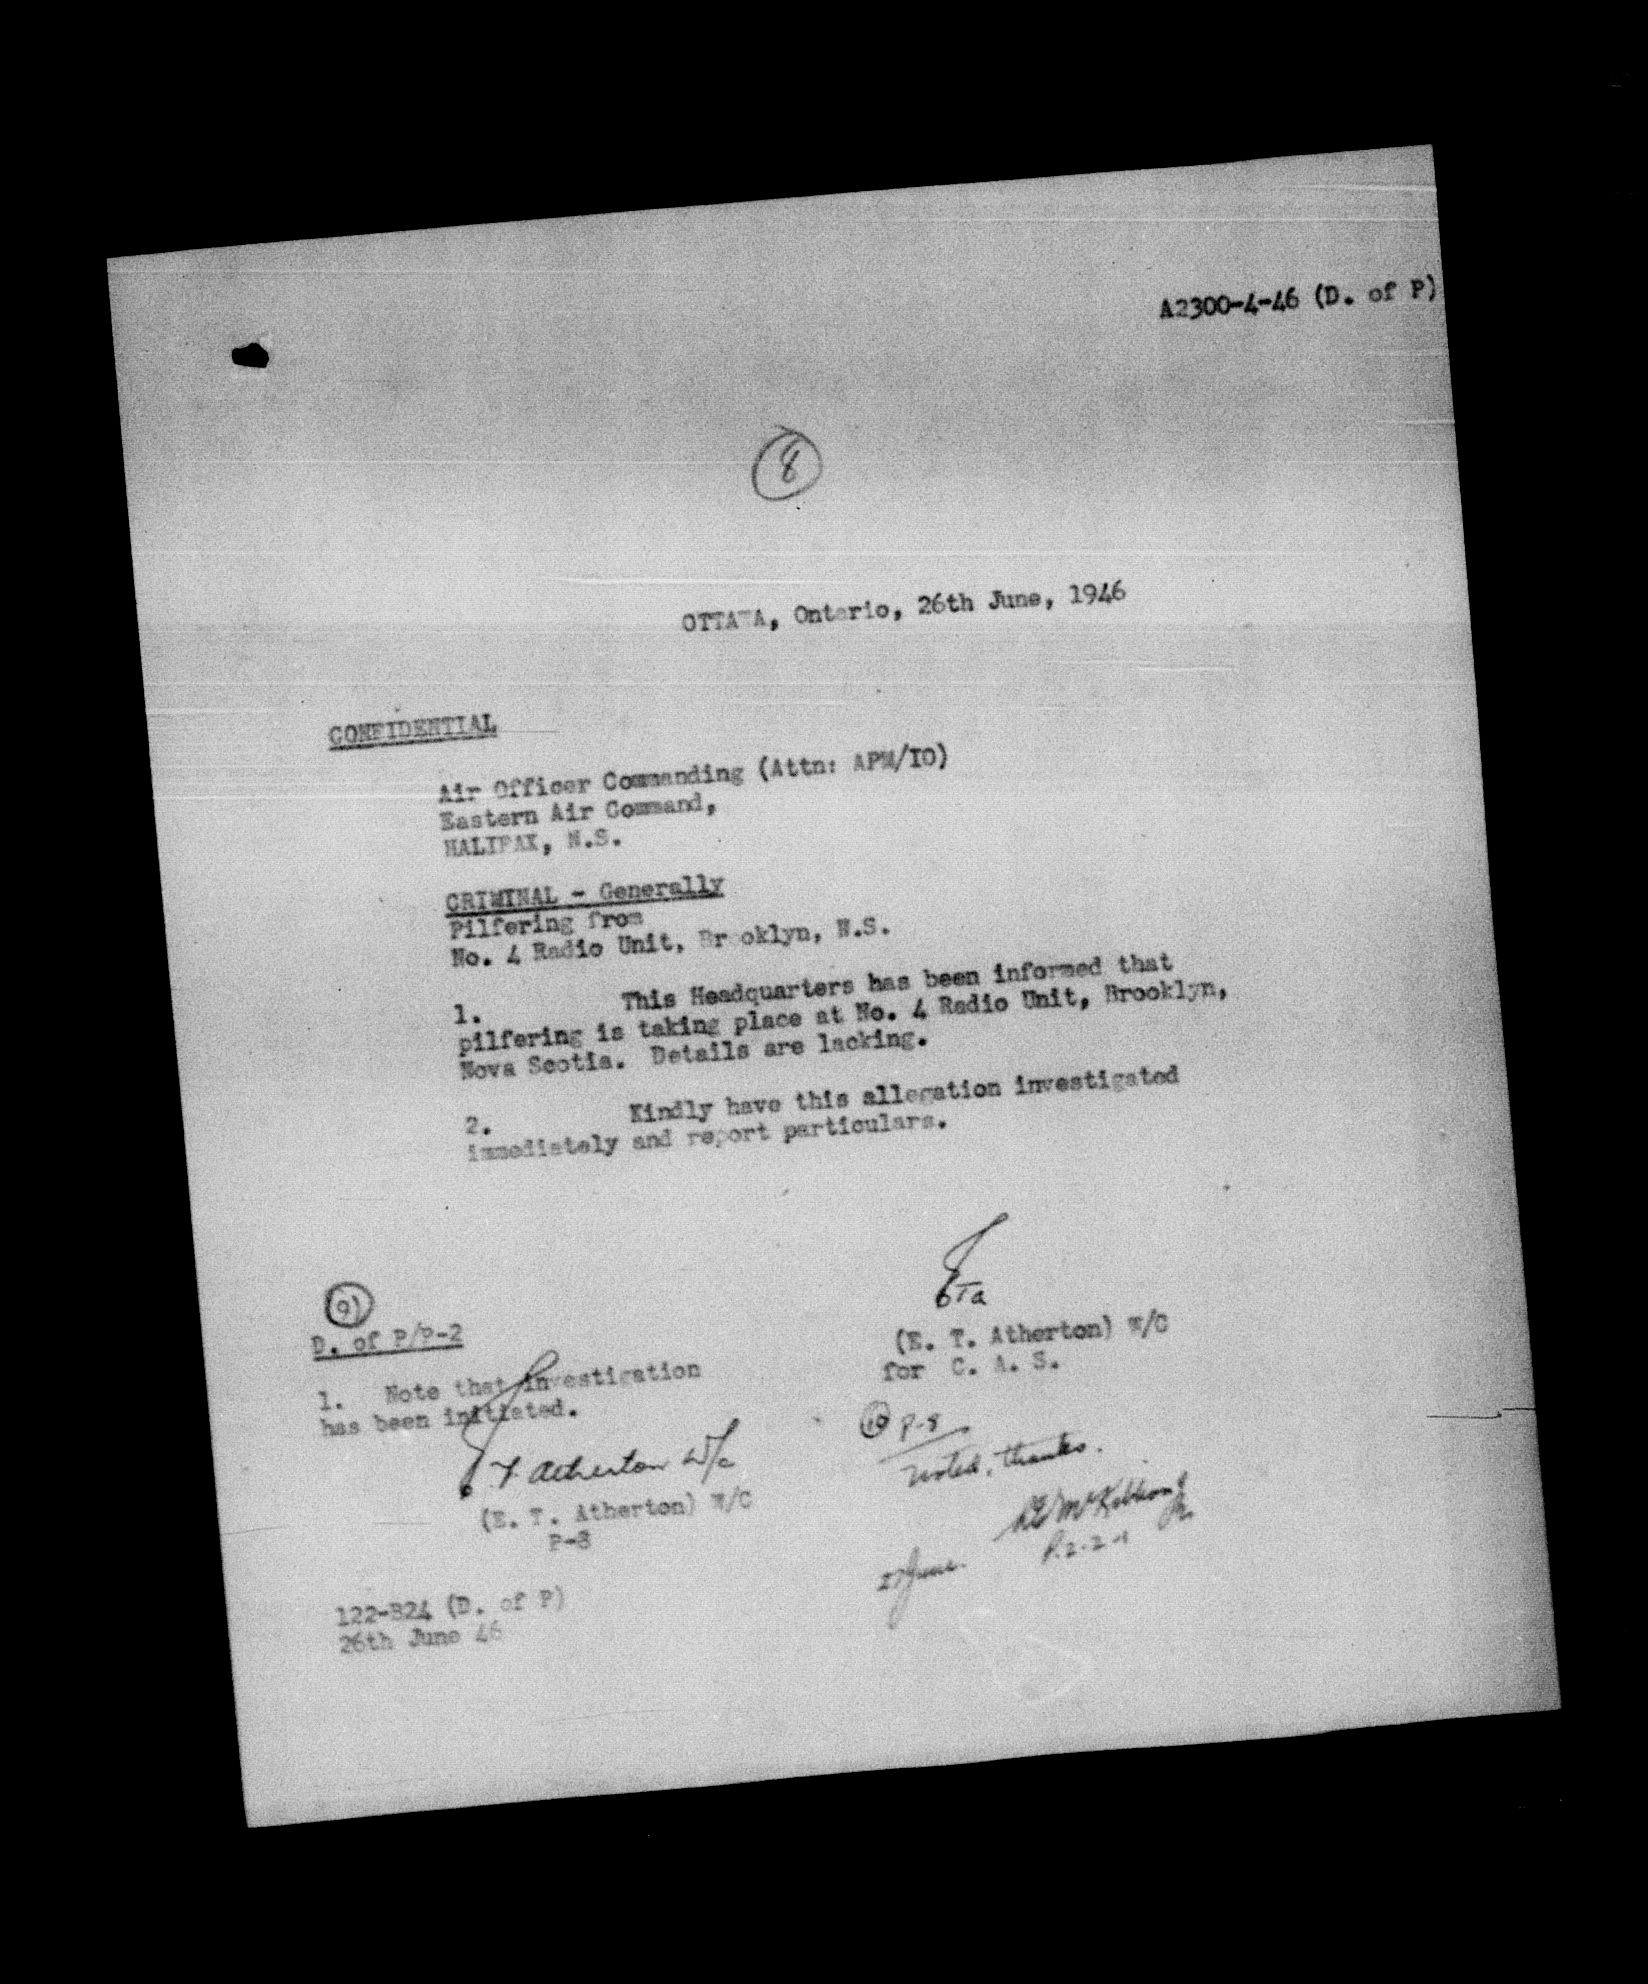 A2300-4-46 (D. of P)
8
OTTAWA, Ontario, 26th June, 1946
CONFIDENTIAL
Air Officer Commanding (Attn: APM/IO)
Eastern Air Command,
HALIFAX, N.S.
CRIMINAL - Generally
Pilfering from
No. 4 Radio Unit, Brooklyn, N.S.
1. This Headquarters has been informed that
pilfering is taking place at No. 4 Radio Unit, Brooklyn,
Nova Scotia. Details are lacking.
2. Kindly have this allegation investigated
immediately and report particulars.
ETa
(E. T. Atherton) W/C
for C. A. S.
9
D. of P/P-2
1. Note that investigation
has been initiated.
E. T. Atherton W/C
(E. T. Atherton) W/C
P-8
122-B24 (D. of P)
26th June 46
10 P-8
Noted, thanks.
27 June.